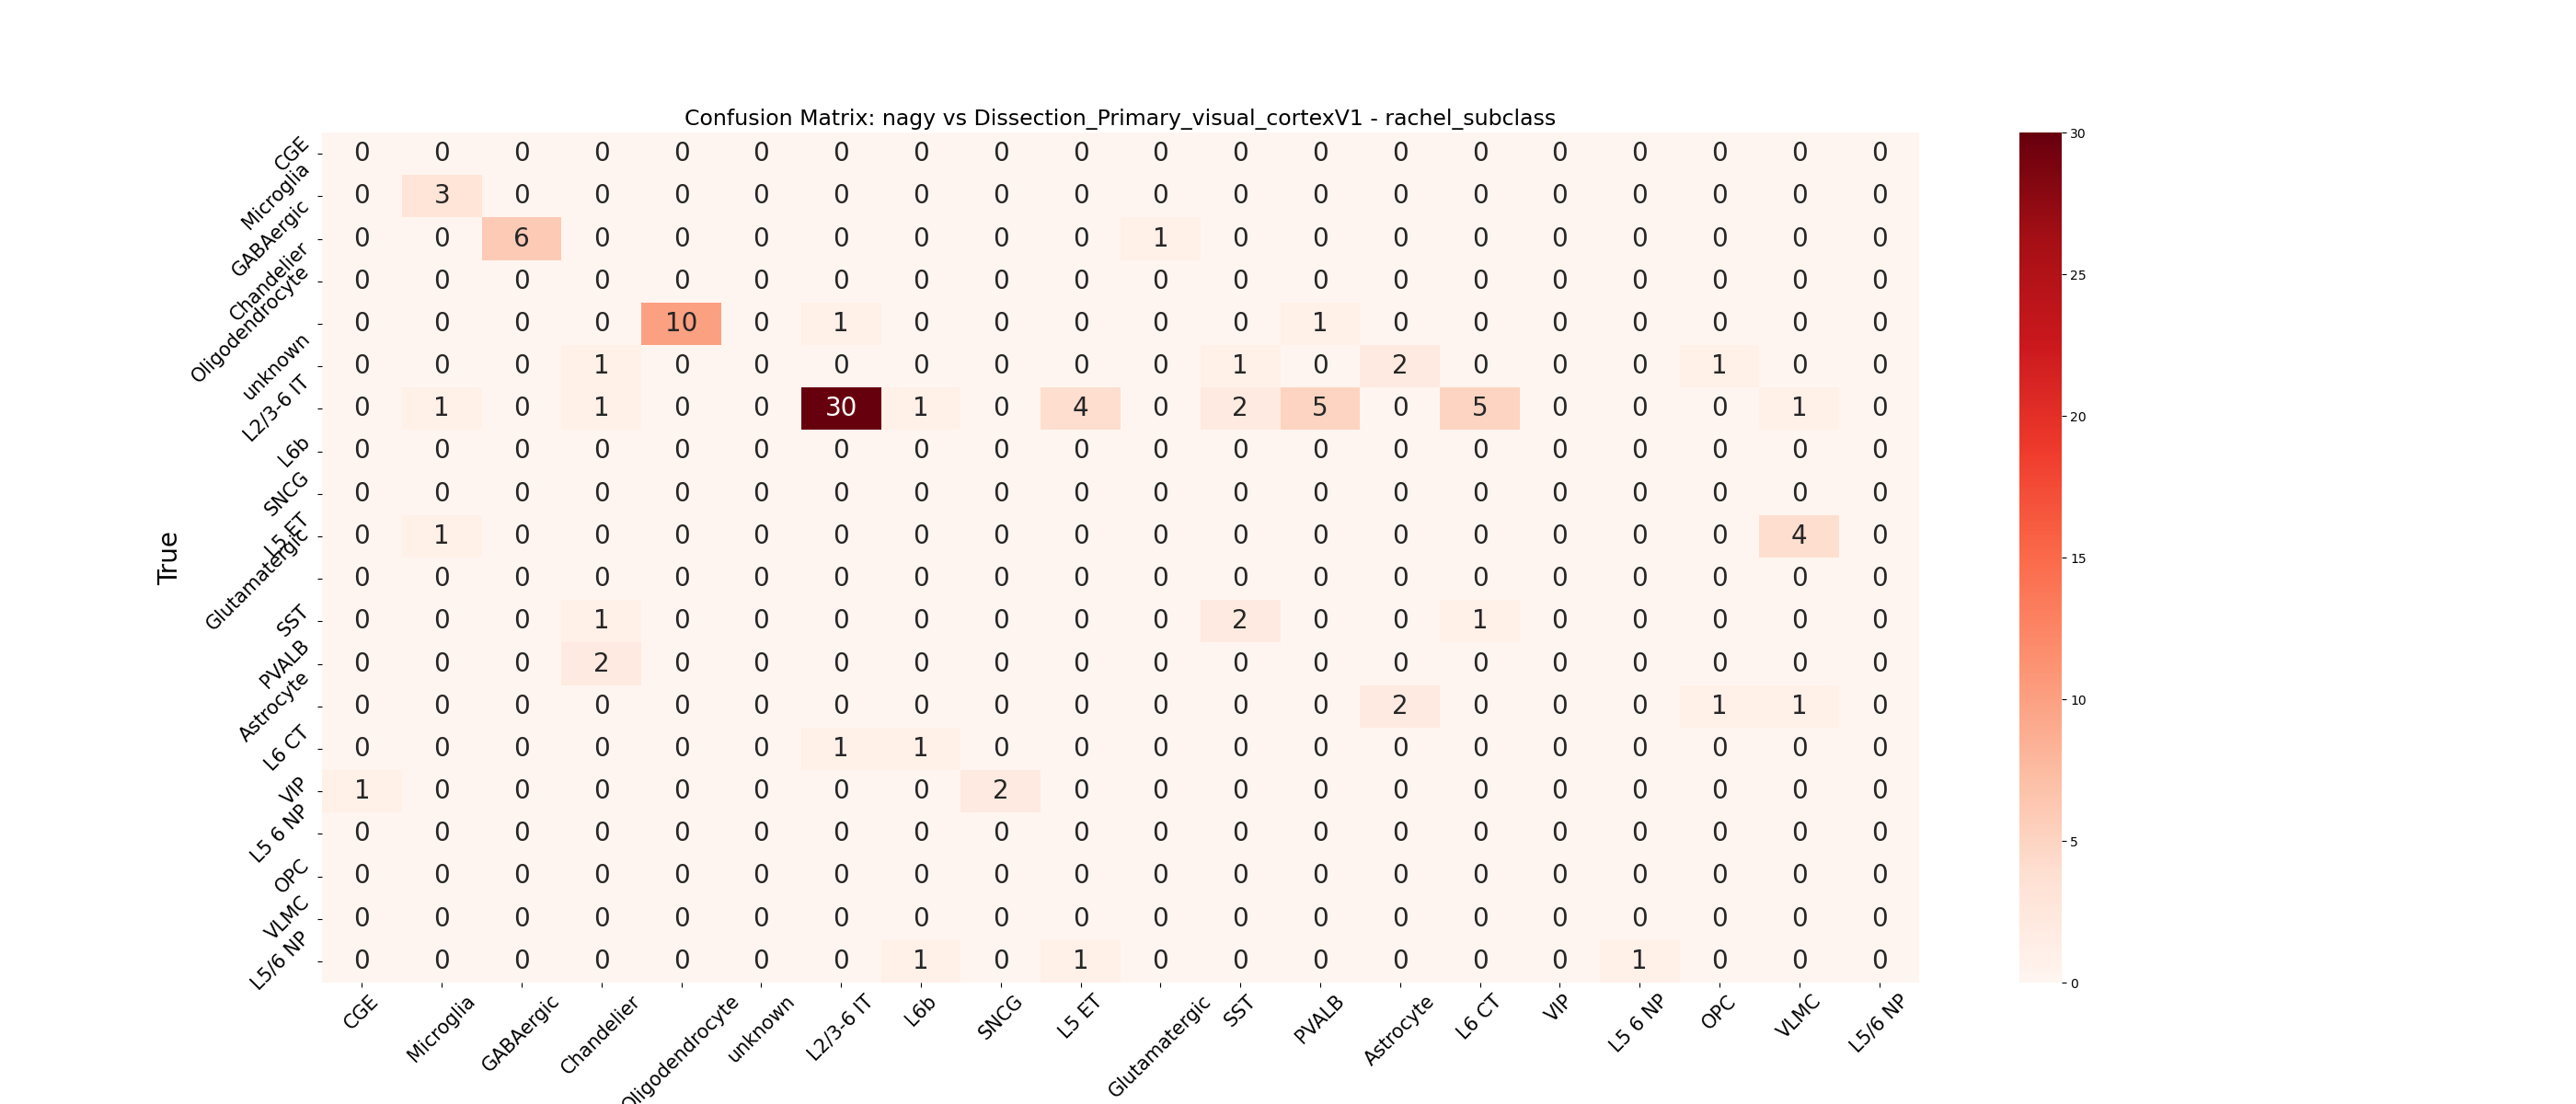 Confusion Matrix: nagy vs Dissection_Primary_visual_cortexV1 - rachel_subclass
True
CGE 0 0 0 0 0 0 0 0 0 0 0 0 0 0 0 0 0 0 0 0
Microglia 0 3 0 0 0 0 0 0 0 0 0 0 0 0 0 0 0 0 0 0
GABAergic 0 0 6 0 0 0 0 0 0 0 1 0 0 0 0 0 0 0 0 0
Chandelier 0 0 0 0 0 0 0 0 0 0 0 0 0 0 0 0 0 0 0 0
Oligodendrocyte 0 0 0 0 10 0 1 0 0 0 0 0 1 0 0 0 0 0 0 0
unknown 0 0 0 1 0 0 0 0 0 0 0 1 0 2 0 0 0 1 0 0
L2/3-6 IT 0 1 0 1 0 0 30 1 0 4 0 2 5 0 5 0 0 0 1 0
L6b 0 0 0 0 0 0 0 0 0 0 0 0 0 0 0 0 0 0 0 0
SNCG 0 0 0 0 0 0 0 0 0 0 0 0 0 0 0 0 0 0 0 0
L5 ET 0 1 0 0 0 0 0 0 0 0 0 0 0 0 0 0 0 0 4 0
Glutamatergic 0 0 0 0 0 0 0 0 0 0 0 0 0 0 0 0 0 0 0 0
SST 0 0 0 1 0 0 0 0 0 0 0 2 0 0 1 0 0 0 0 0
PVALB 0 0 0 2 0 0 0 0 0 0 0 0 0 0 0 0 0 0 0 0
Astrocyte 0 0 0 0 0 0 0 0 0 0 0 0 0 2 0 0 0 1 1 0
L6 CT 0 0 0 0 0 0 1 1 0 0 0 0 0 0 0 0 0 0 0 0
VIP 1 0 0 0 0 0 0 0 2 0 0 0 0 0 0 0 0 0 0 0
L5 6 NP 0 0 0 0 0 0 0 0 0 0 0 0 0 0 0 0 0 0 0 0
OPC 0 0 0 0 0 0 0 0 0 0 0 0 0 0 0 0 0 0 0 0
VLMC 0 0 0 0 0 0 0 0 0 0 0 0 0 0 0 0 0 0 0 0
L5/6 NP 0 0 0 0 0 0 0 1 0 1 0 0 0 0 0 0 1 0 0 0
CGE Microglia GABAergic Chandelier Oligodendrocyte unknown L2/3-6 IT L6b SNCG L5 ET Glutamatergic SST PVALB Astrocyte L6 CT VIP L5 6 NP OPC VLMC L5/6 NP
30
25
20
15
10
5
0